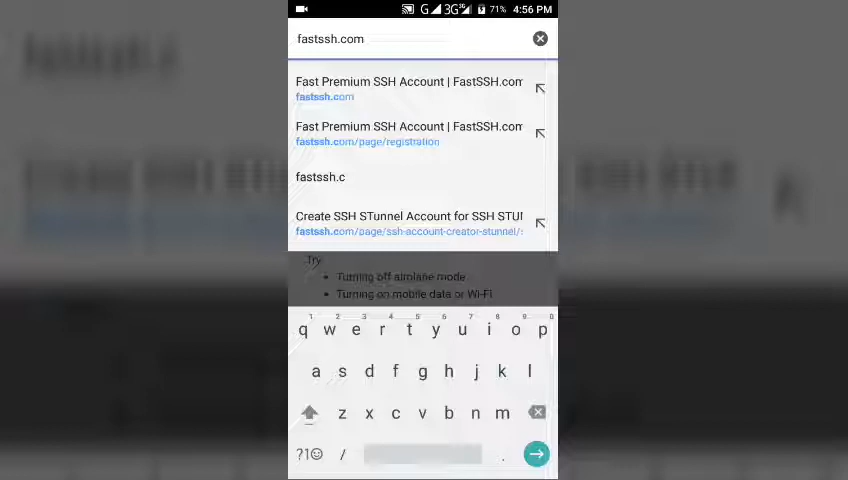 G 3G 3G 71% 4:56 PM
fastssh.com
Fast Premium SSH Account | FastSSH.com
fastssh.com
Fast Premium SSH Account | FastSSH.com
fastssh.com/page/registration
fastssh.c
Create SSH STunnel Account for SSH STU
fastssh.com/page/ssh-account-creator-stunnel/
Try
• Turning off airplane mode
• Turning on mobile data or Wi-Fi
1 2 3 4 5 6 7 8 9 0
q w e r t y u i o p
a s d f g h j k l
z x c v b n m
?1☺ / .